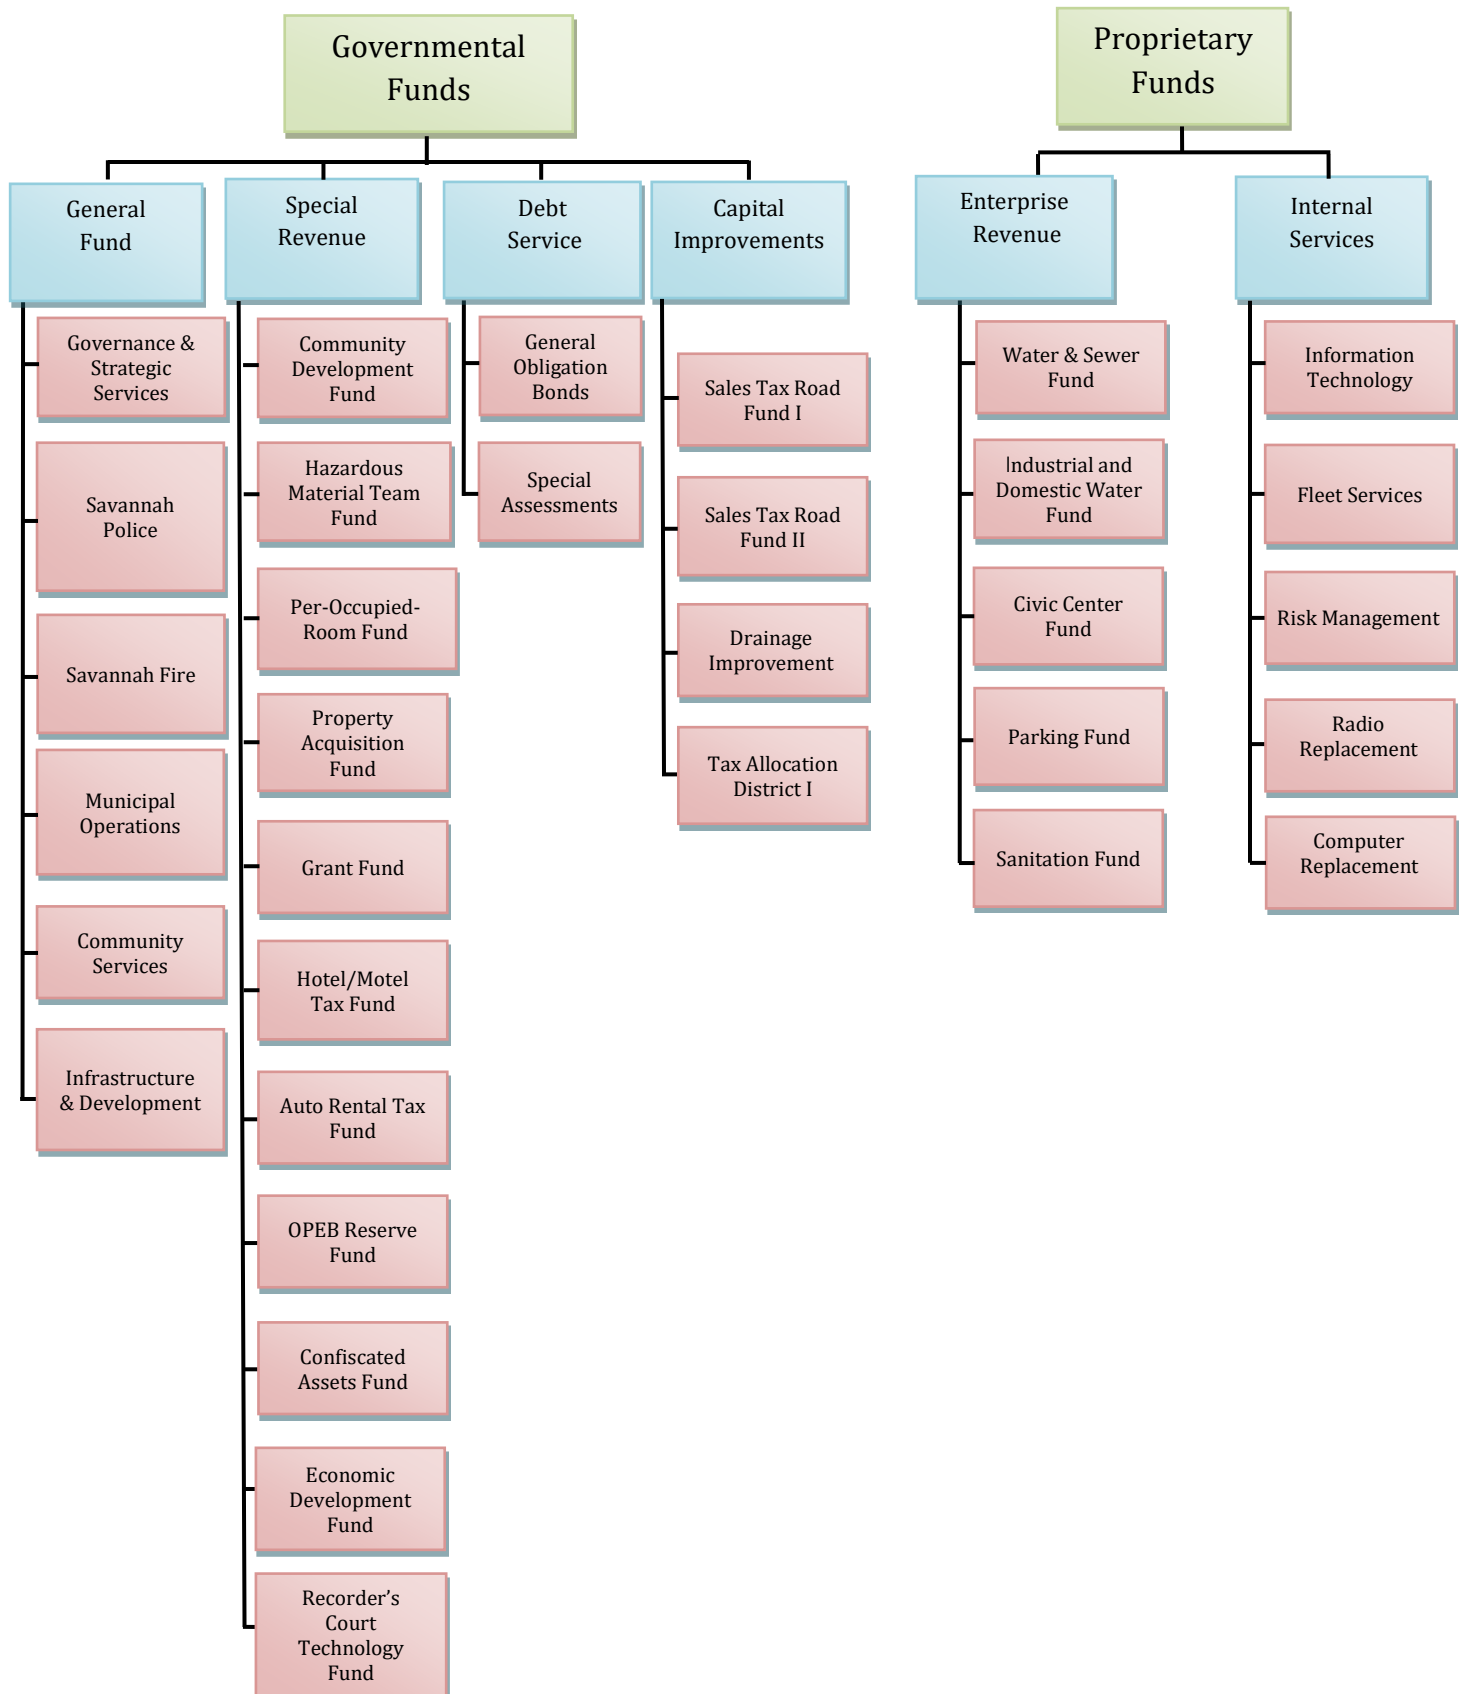 Governmental
Funds
General
Fund
Governance &
Strategic
Services
Savannah
Police
Savannah Fire
Municipal
Operations
Community
Services
Infrastructure
& Development
Special
Revenue
Community
Development
Fund
Hazardous
Material Team
Fund
Per-Occupied-
Room Fund
Property
Acquisition
Fund
Grant Fund
Hotel/Motel
Tax Fund
Auto Rental Tax
Fund
OPEB Reserve
Fund
Confiscated
Assets Fund
Economic
Development
Fund
Recorder’s
Court
Technology
Fund
Debt
Service
General
Obligation
Bonds
Special
Assessments
Capital
Improvements
Sales Tax Road
Fund I
Sales Tax Road
Fund II
Drainage
Improvement
Tax Allocation
District I
Proprietary
Funds
Enterprise
Revenue
Water & Sewer
Fund
Industrial and
Domestic Water
Fund
Civic Center
Fund
Parking Fund
Sanitation Fund
Internal
Services
Information
Technology
Fleet Services
Risk Management
Radio
Replacement
Computer
Replacement